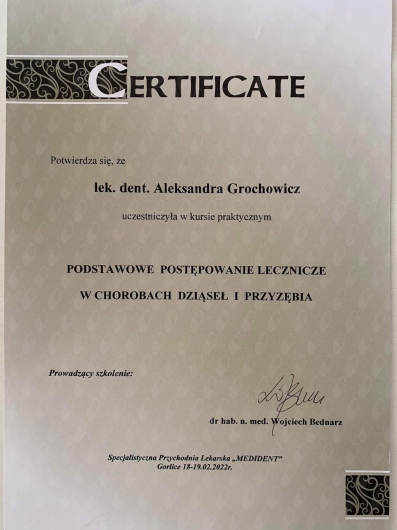 CERTIFICATE
Potwierdza się, że
lek. dent. Aleksandra Grochowicz
uczestniczyła w kursie praktycznym
PODSTAWOWE POSTĘPOWANIE LECZNICZE
W CHOROBACH DZIĄSEŁ I PRZYZĘBIA
Prowadzący szkolenie:
dr hab. n. med. Wojciech Bednarz
Specjalistyczna Przychodnia Lekarska „MEDIDENT"
Gorlice 18-19.02.2022r.